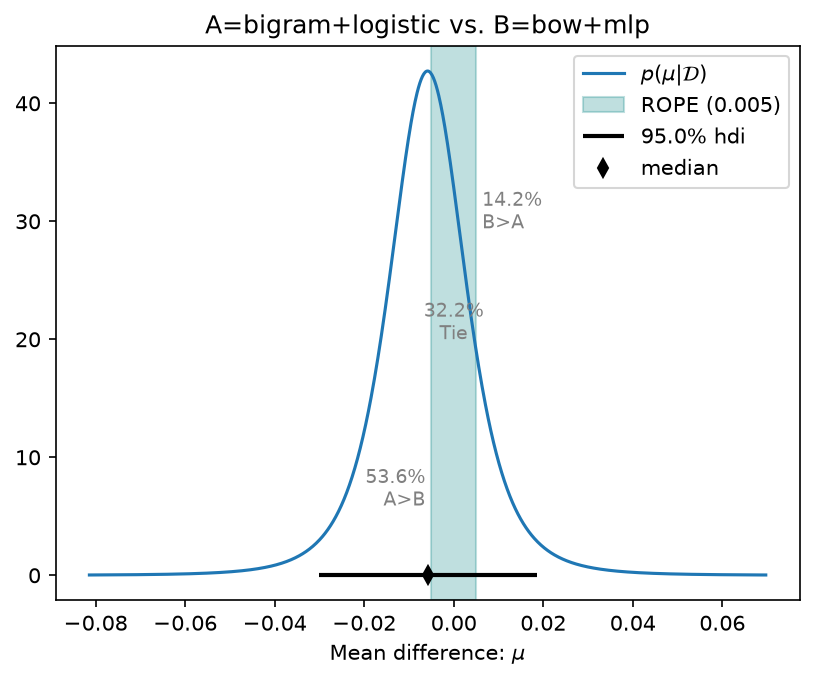 A=bigram+logistic vs. B=bow+mlp
p(μ|𝒟)
ROPE (0.005)
95.0% hdi
median
14.2%
B>A
32.2%
Tie
53.6%
A>B
40
30
20
10
0
−0.08 −0.06 −0.04 −0.02 0.00 0.02 0.04 0.06
Mean difference: μ